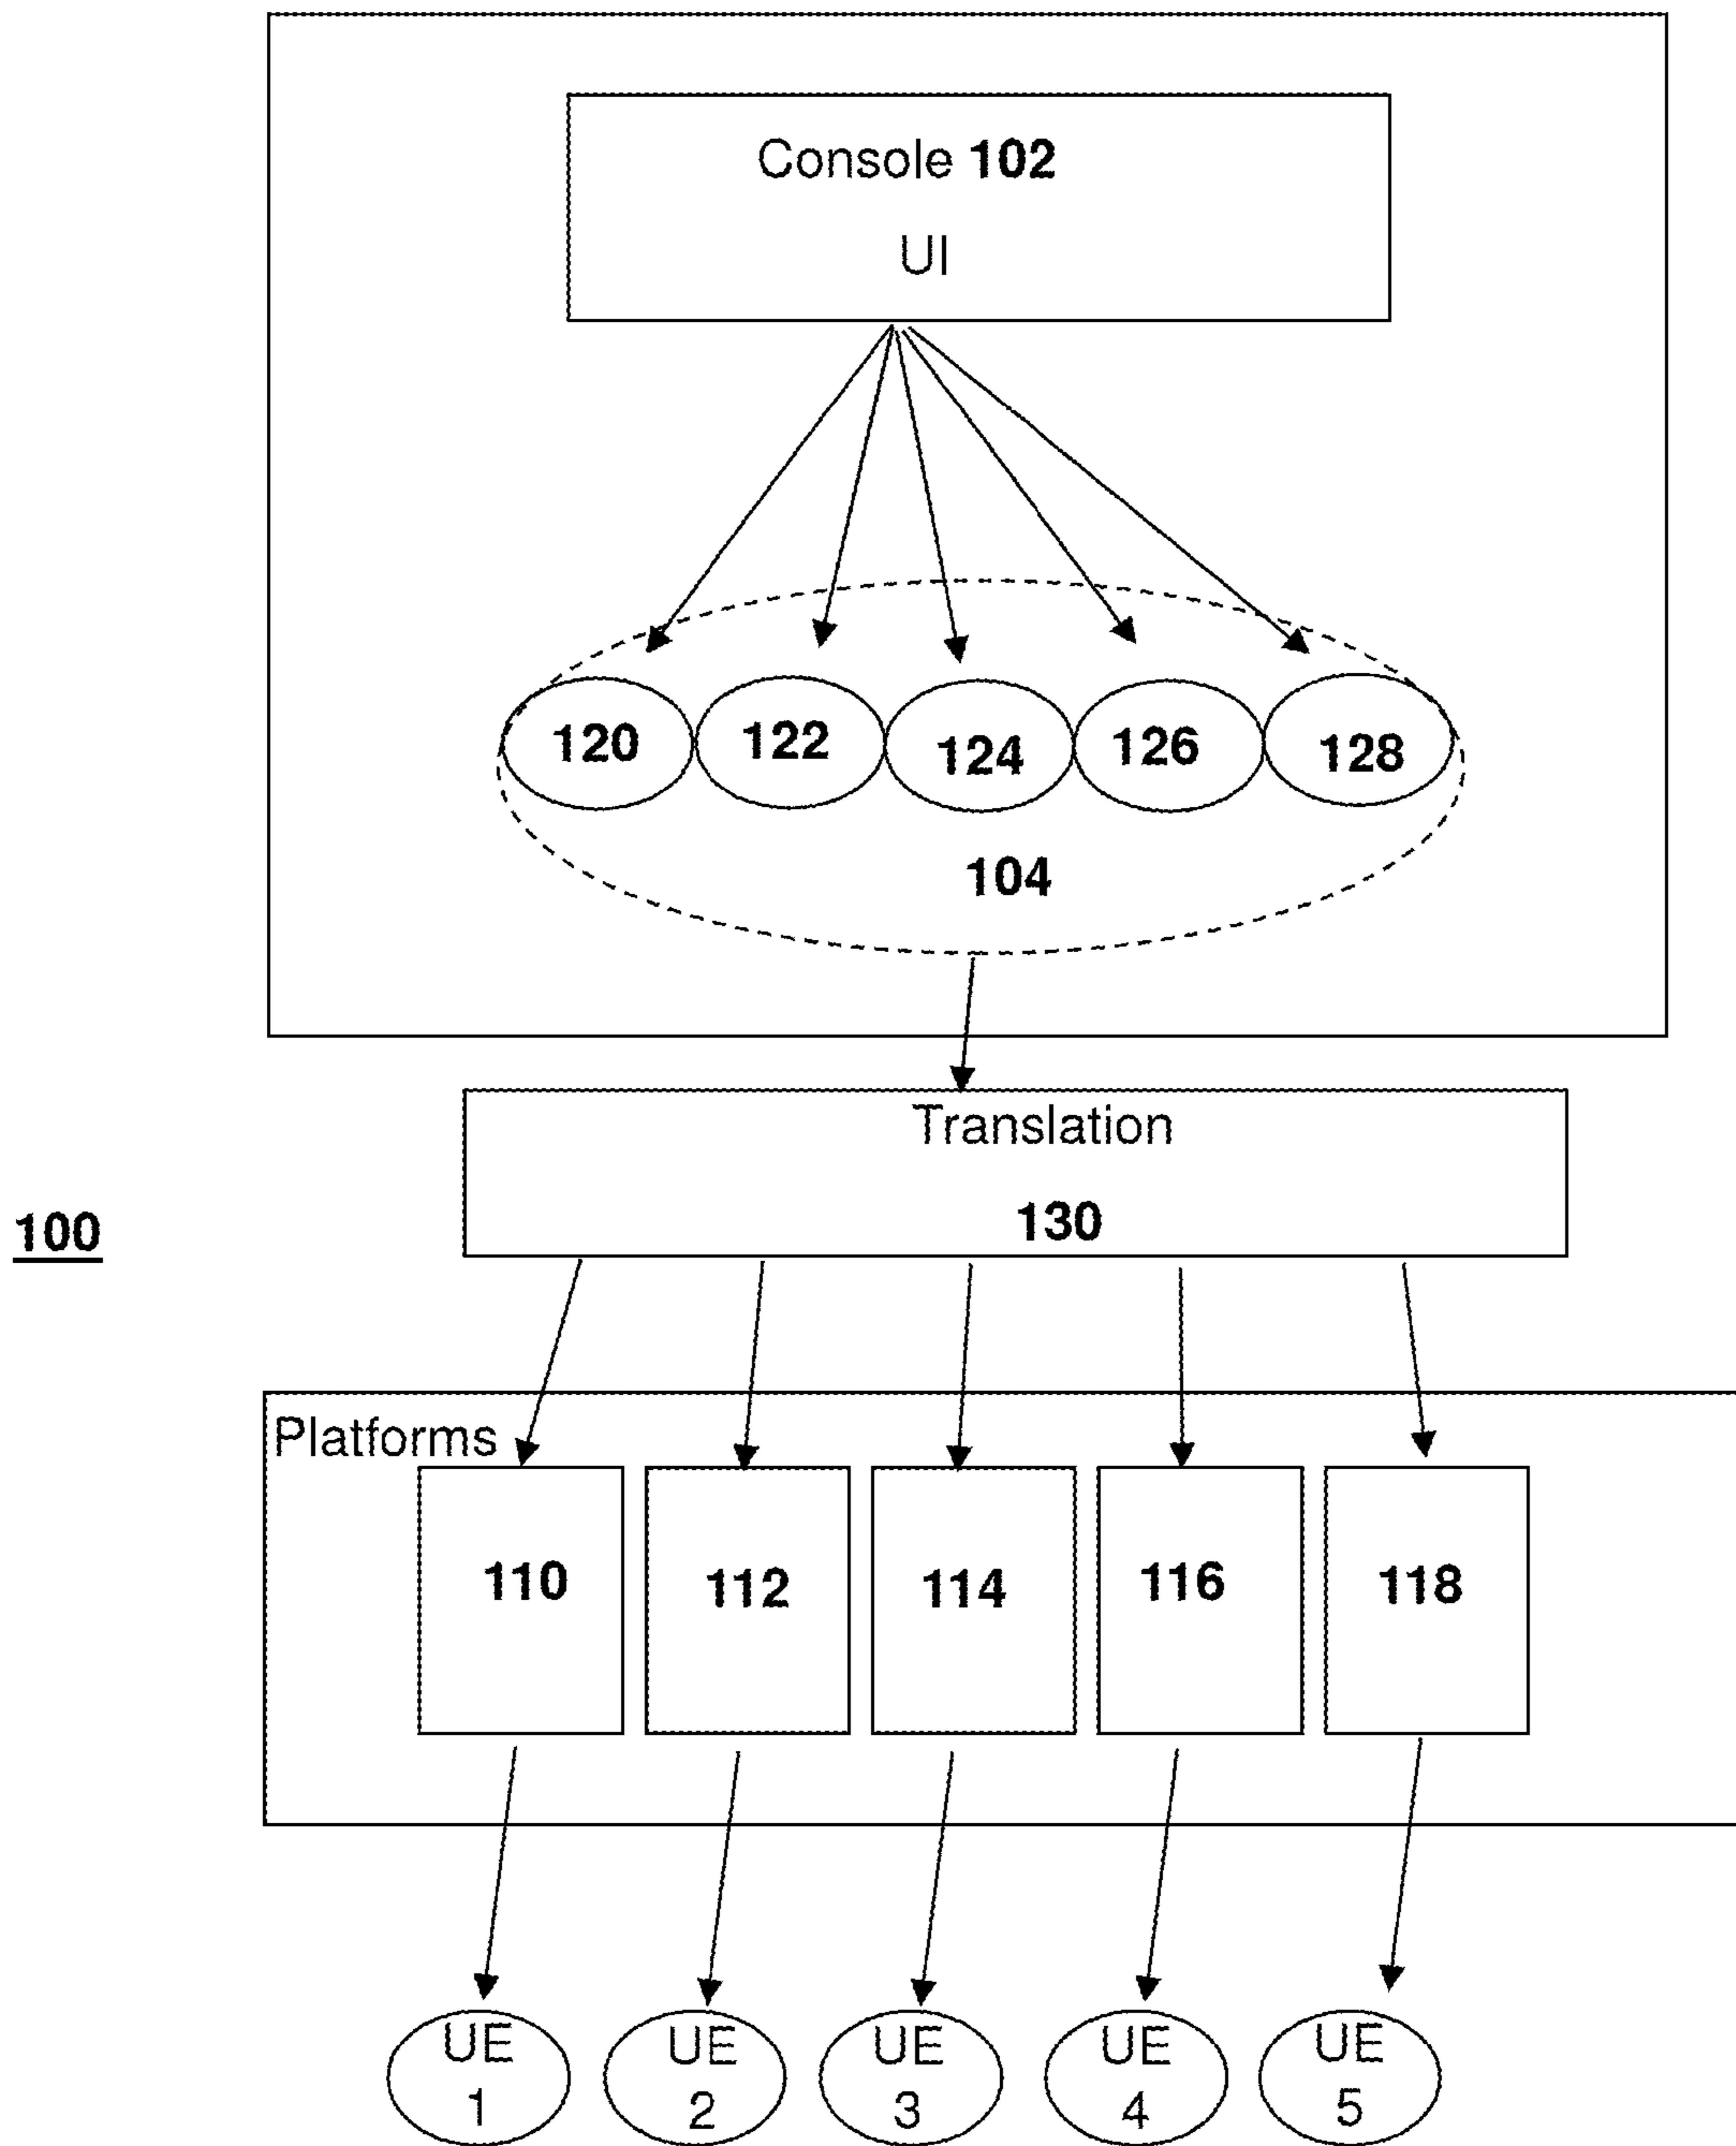 Console 102
UI
120 122 124 126 128
104
Translation
130
100
Platforms
110 112 114 116 118
UE UE UE UE UE
1 2 3 4 5